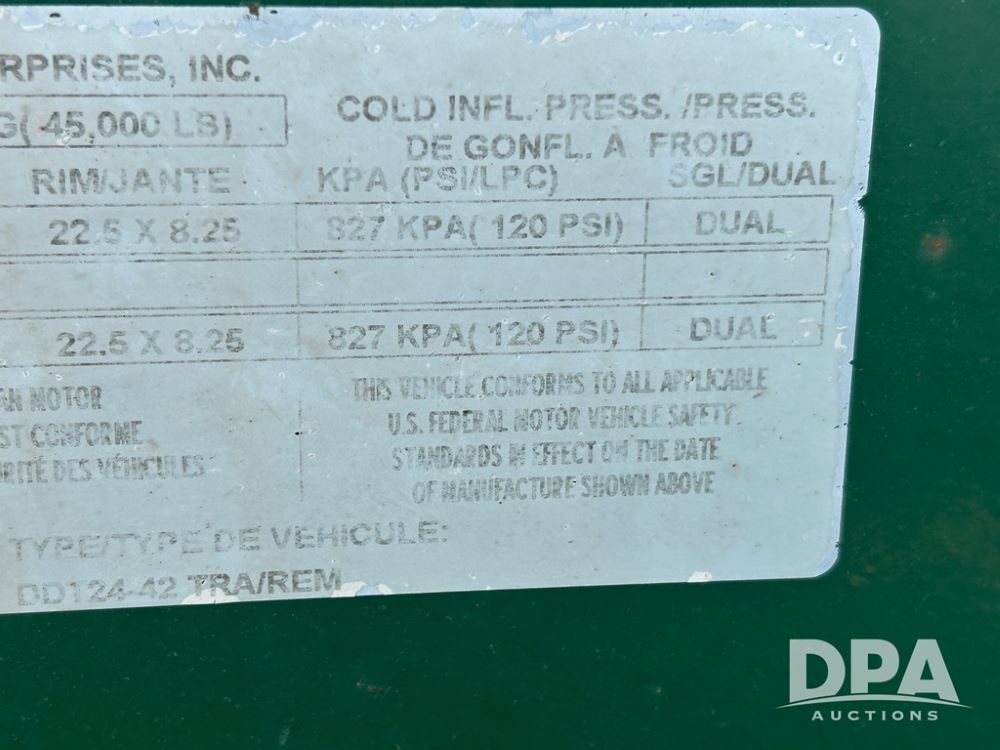 RPRISES, INC.
G( 45,000 LB)
COLD INFL. PRESS. /PRESS.
DE GONFL. À FROID
RIM/JANTE KPA (PSI/LPC) SGL/DUAL
22.5 X 8.25 827 KPA( 120 PSI) DUAL
22.5 X 8.25 827 KPA( 120 PSI) DUAL
AN MOTOR
ST CONFORME
URITÉ DES VÉHICULES
THIS VEHICLE CONFORMS TO ALL APPLICABLE
U.S. FEDERAL MOTOR VEHICLE SAFETY
STANDARDS IN EFFECT ON THE DATE
OF MANUFACTURE SHOWN ABOVE
TYPE/TYPE DE VEHICULE:
DD124-42 TRA/REM
DPA
AUCTIONS